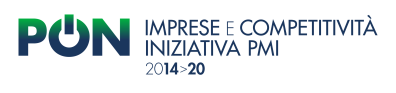 PON IMPRESE E COMPETITIVITÀ
INIZIATIVA PMI
2014>20